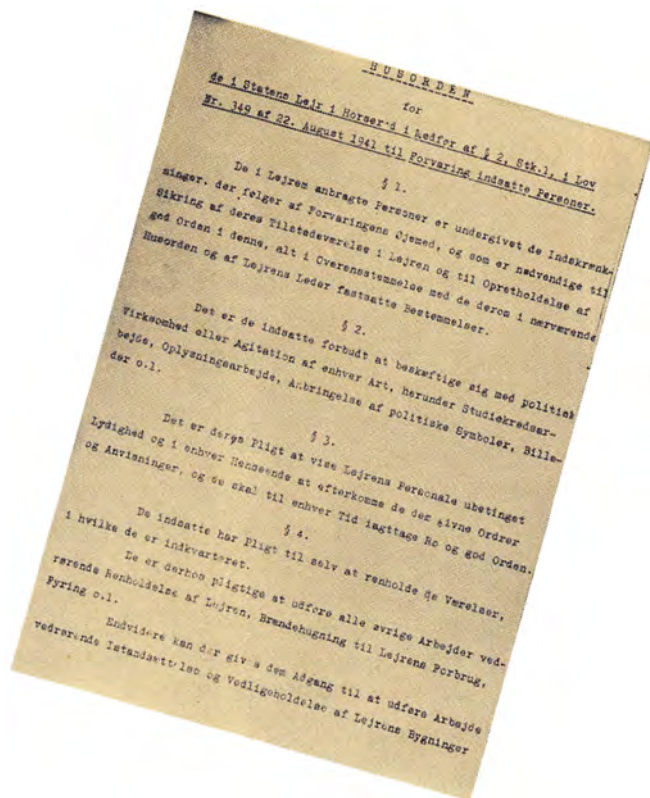 HUSORDEN
for
de i Statens Lejr i Horserød i Medfør af § 2, Stk.1, i Lov
Nr. 349 af 22. August 1941 til Forvaring indsatte Personer.
§ 1.
De i Lejren anbragte Personer er undergivet de Indskrænk-
ninger, der følger af Forvaringens Øjemed, og som er nødvendige til
Sikring af deres Tilstedeværelse i Lejren og til Opretholdelse af
god Orden i denne, alt i Overensstemmelse med de derom i nærværende
Husorden og af Lejrens Leder fastsatte Bestemmelser.
§ 2.
Det er de indsatte forbudt at beskæftige sig med politisk
Virksomhed eller Agitation af enhver Art, herunder Studiekredsar-
bejde, Oplysningsarbejde, Anbringelse af politiske Symboler, Bille-
der o.l.
§ 3.
Det er deres Pligt at vise Lejrens Personale ubetinget
Lydighed og i enhver Henseende at efterkomme de der givne Ordrer
og Anvisninger, og de skal til enhver Tid iagttage Ro og god Orden.
§ 4.
De indsatte har Pligt til selv at renholde de Værelser,
i hvilke de er indkvarteret.
De er derhos pligtige at udføre alle øvrige Arbejder ved-
rørende Renholdelse af Lejren, Brændehugning til Lejrens Forbrug,
Fyring o.l.
Endvidere kan der gives dem Adgang til at udføre Arbejde
vedrørende Istandsættelse og Vedligeholdelse af Lejrens Bygninger